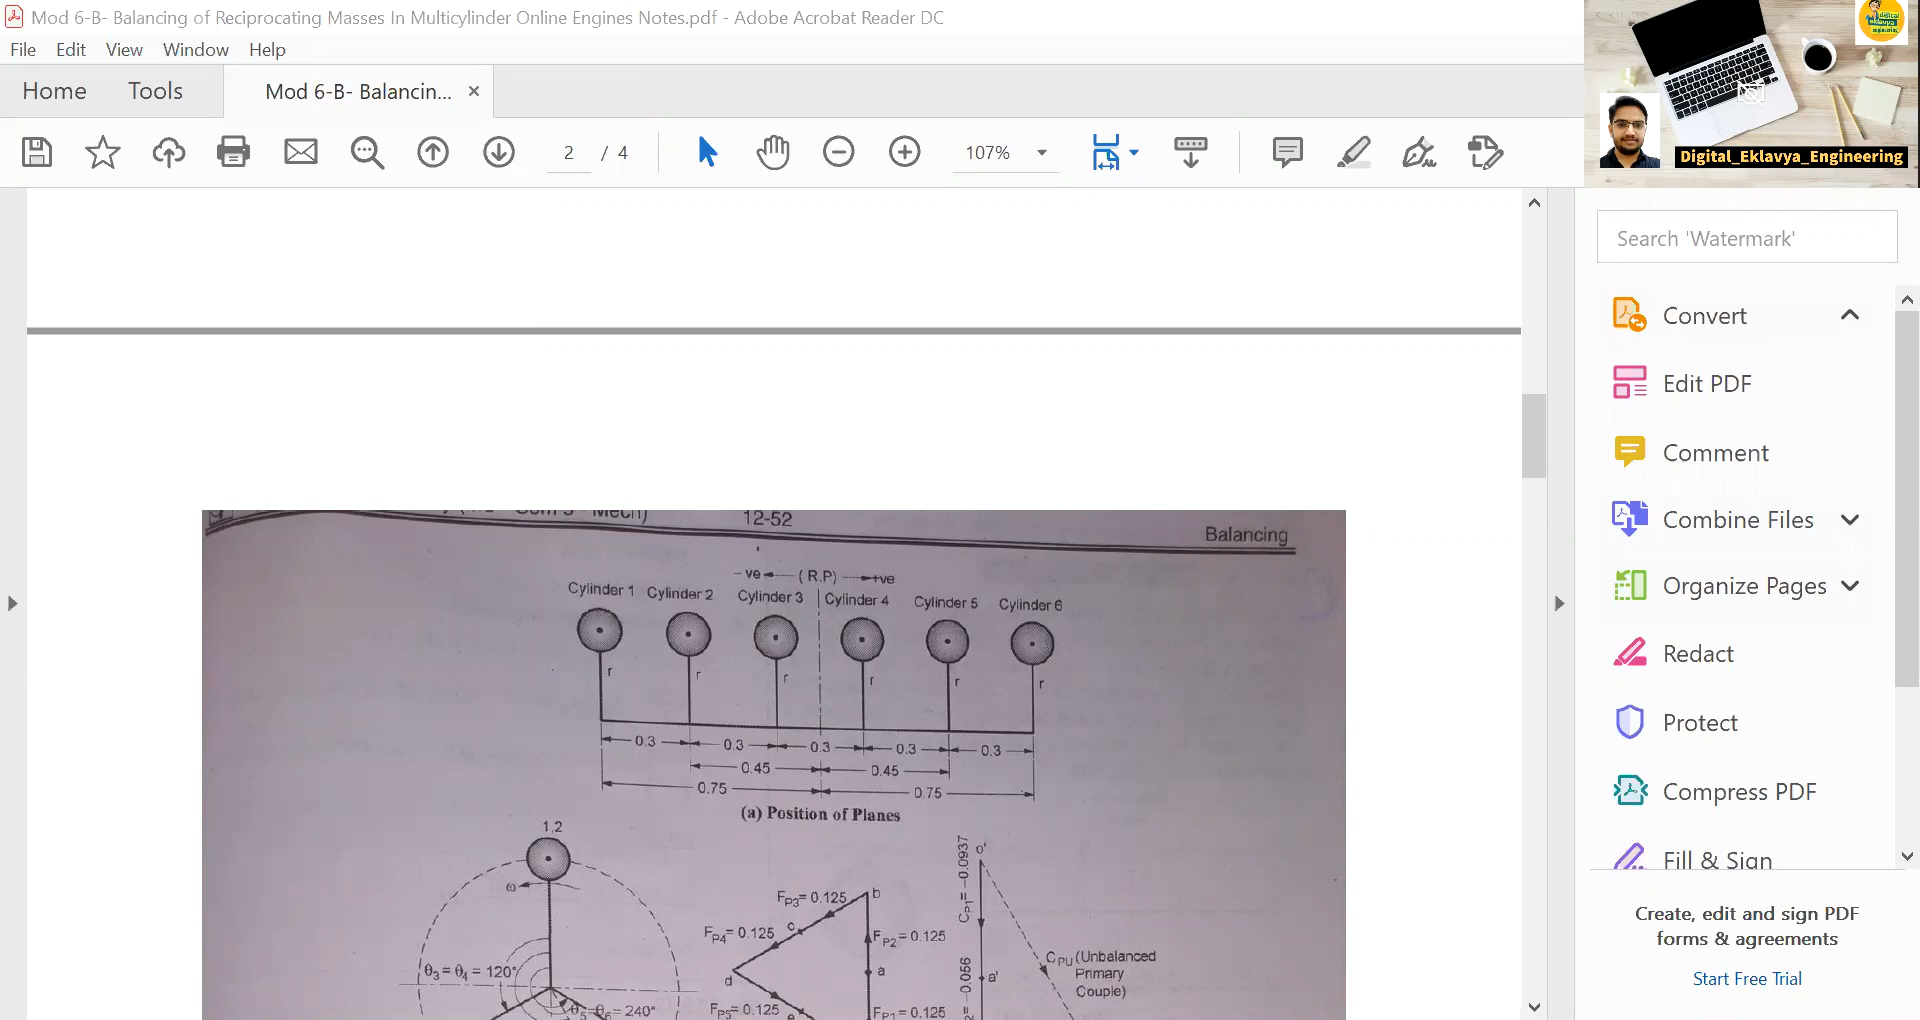 Mod 6-B- Balancing of Reciprocating Masses In Multicylinder Online Engines Notes.pdf - Adobe Acrobat Reader DC
File Edit View Window Help
Home Tools Mod 6-B- Balancin... ×
2 / 4 107%
Digital_Eklavya_Engineering
digital eklavya engineering
Search 'Watermark'
Convert
Edit PDF
Comment
Combine Files
Organize Pages
Redact
Protect
Compress PDF
Fill & Sign
Create, edit and sign PDF
forms & agreements
Start Free Trial
Mech) 12-52
Balancing
– ve (R.P) +ve
Cylinder 1 Cylinder 2 Cylinder 3 Cylinder 4 Cylinder 5 Cylinder 6
r r r r r r
0.3 0.3 0.3 0.3 0.3
0.45 0.45
0.75 0.75
(a) Position of Planes
1,2
ω
θ3 = θ4 = 120°
θ5 = θ6 = 240°
FP3 = 0.125 b
FP4 = 0.125 c
FP2 = 0.125
d a
FP5 = 0.125 e
FP1 = 0.125
CP1 = –0.0937 o'
= –0.056 a'
CPU (Unbalanced
Primary
Couple)